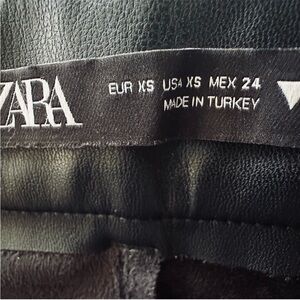 ZARA
EUR XS USA XS MEX 24
MADE IN TURKEY